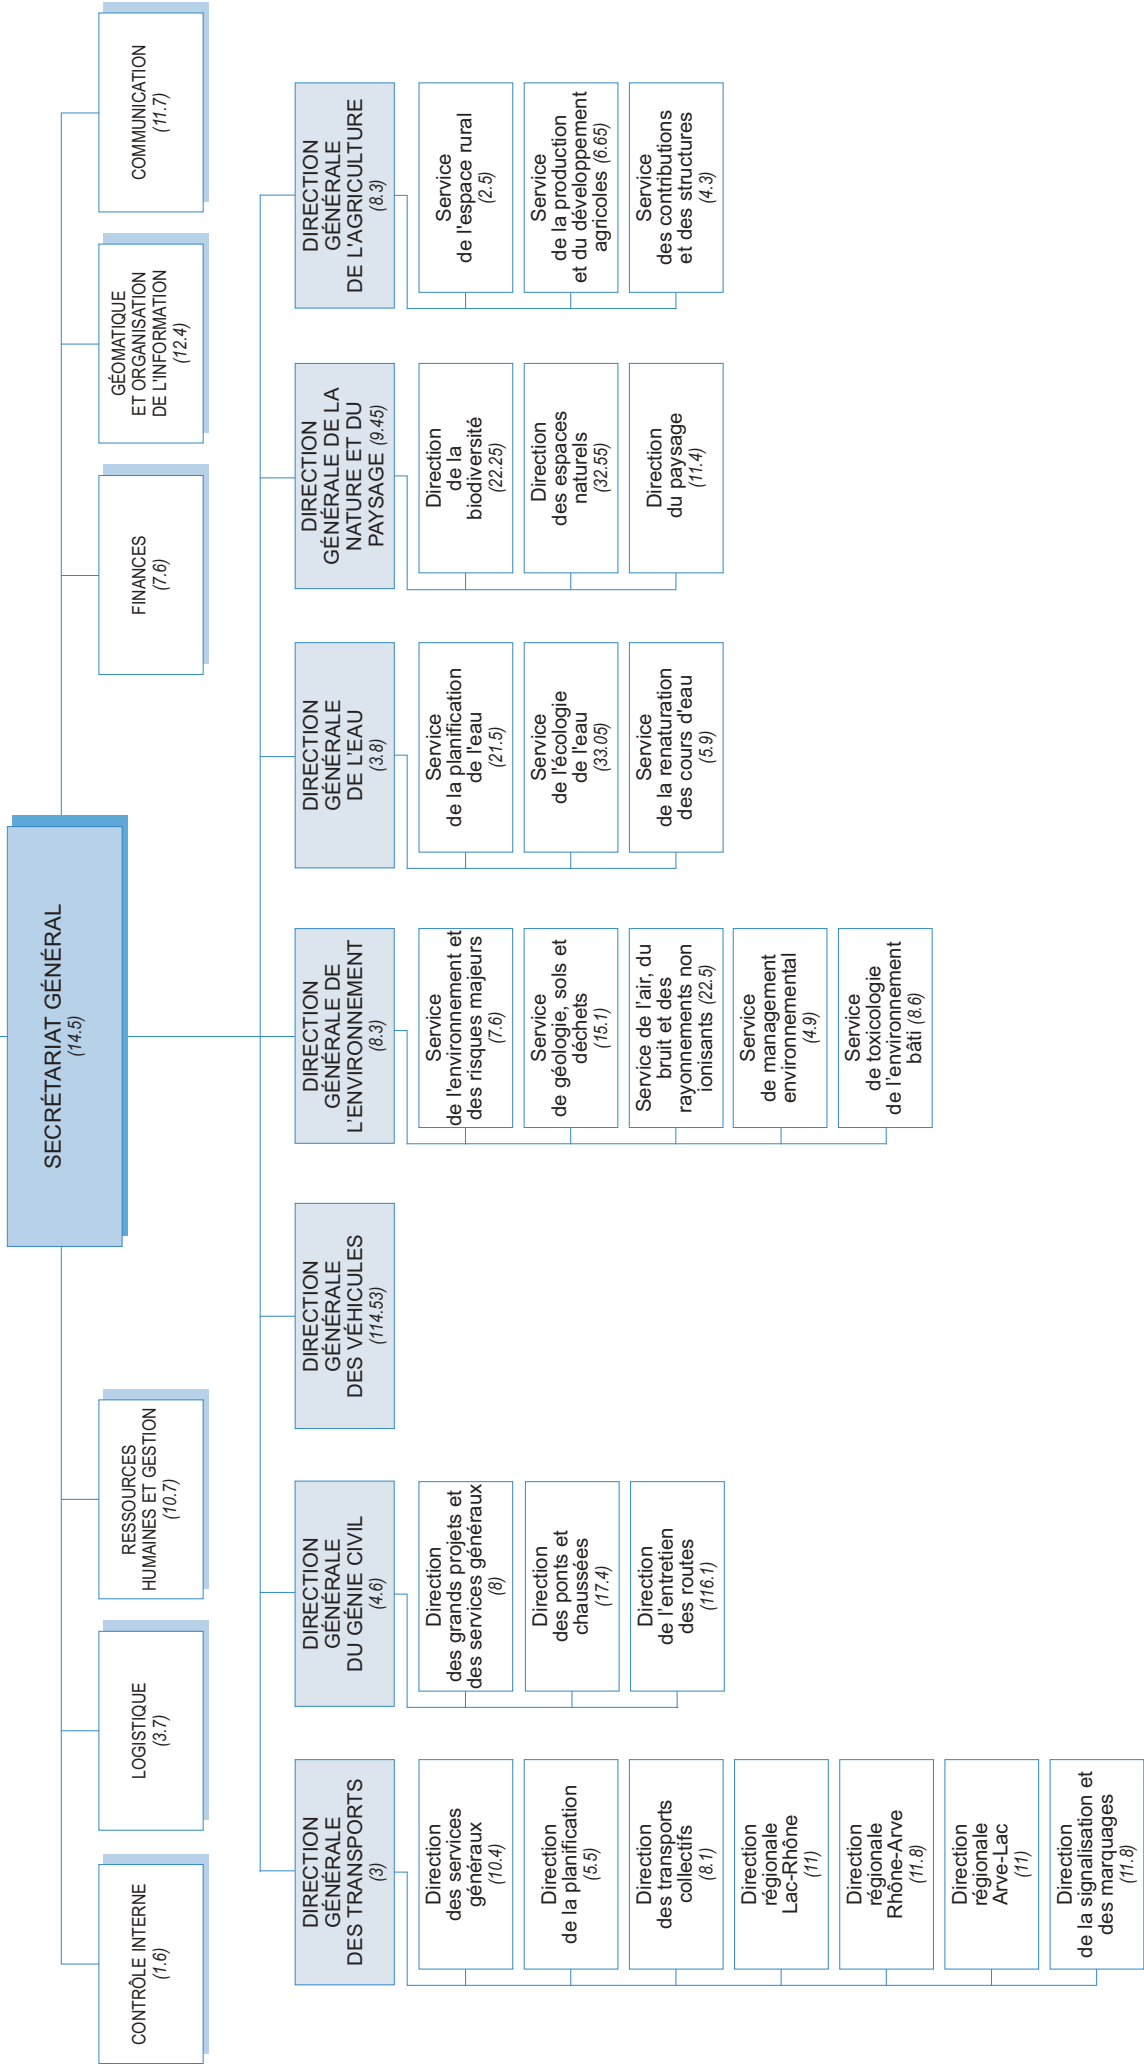 SECRÉTARIAT GÉNÉRAL
(14.5)
CONTRÔLE INTERNE
(1.6)
LOGISTIQUE
(3.7)
RESSOURCES
HUMAINES ET GESTION
(10.7)
FINANCES
(7.6)
GÉOMATIQUE
ET ORGANISATION
DE L'INFORMATION
(12.4)
COMMUNICATION
(11.7)
DIRECTION
GÉNÉRALE
DES TRANSPORTS
(3)
Direction
des services
généraux
(10.4)
Direction
de la planification
(5.5)
Direction
des transports
collectifs
(8.1)
Direction
régionale
Lac-Rhône
(11)
Direction
régionale
Rhône-Arve
(11.8)
Direction
régionale
Arve-Lac
(11)
Direction
de la signalisation et
des marquages
(11.8)
DIRECTION
GÉNÉRALE
DU GÉNIE CIVIL
(4.6)
Direction
des grands projets et
des services généraux
(8)
Direction
des ponts et
chaussées
(17.4)
Direction
de l'entretien
des routes
(116.1)
DIRECTION
GÉNÉRALE
DES VÉHICULES
(114.53)
DIRECTION
GÉNÉRALE DE
L'ENVIRONNEMENT
(8.3)
Service
de l'environnement et
des risques majeurs
(7.6)
Service
de géologie, sols et
déchets
(15.1)
Service de l'air, du
bruit et des
rayonnements non
ionisants (22.5)
Service
de management
environnemental
(4.9)
Service
de toxicologie
de l'environnement
bâti (8.6)
DIRECTION
GÉNÉRALE
DE L'EAU
(3.8)
Service
de la planification
de l'eau
(21.5)
Service
de l'écologie
de l'eau
(33.05)
Service
de la renaturation
des cours d'eau
(5.9)
DIRECTION
GÉNÉRALE DE LA
NATURE ET DU
PAYSAGE (9.45)
Direction
de la
biodiversité
(22.25)
Direction
des espaces
naturels
(32.55)
Direction
du paysage
(11.4)
DIRECTION
GÉNÉRALE
DE L'AGRICULTURE
(8.3)
Service
de l'espace rural
(2.5)
Service
de la production
et du développement
agricoles (6.65)
Service
des contributions
et des structures
(4.3)